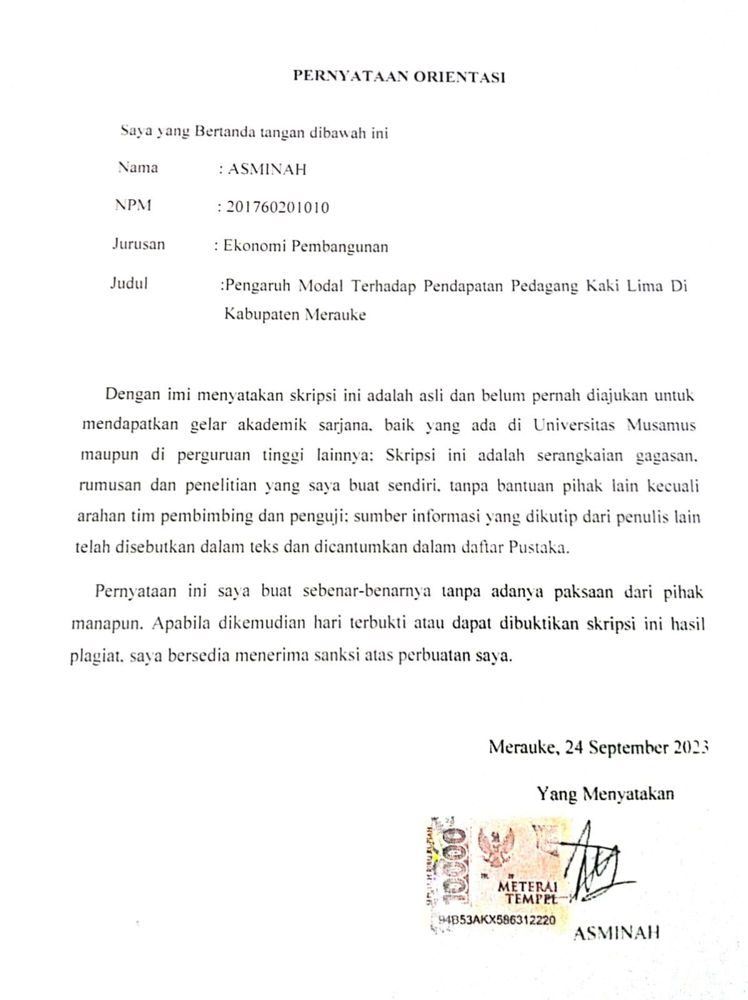 PERNYATAAN ORIENTASI
Saya yang Bertanda tangan dibawah ini
Nama : ASMINAH
NPM : 201760201010
Jurusan : Ekonomi Pembangunan
Judul :Pengaruh Modal Terhadap Pendapatan Pedagang Kaki Lima Di
Kabupaten Merauke
Dengan imi menyatakan skripsi ini adalah asli dan belum pernah diajukan untuk
mendapatkan gelar akademik sarjana, baik yang ada di Universitas Musamus
maupun di perguruan tinggi lainnya; Skripsi ini adalah serangkaian gagasan,
rumusan dan penelitian yang saya buat sendiri, tanpa bantuan pihak lain kecuali
arahan tim pembimbing dan penguji; sumber informasi yang dikutip dari penulis lain
telah disebutkan dalam teks dan dicantumkan dalam daftar Pustaka.
Pernyataan ini saya buat sebenar-benarnya tanpa adanya paksaan dari pihak
manapun. Apabila dikemudian hari terbukti atau dapat dibuktikan skripsi ini hasil
plagiat, saya bersedia menerima sanksi atas perbuatan saya.
Merauke, 24 September 2023
Yang Menyatakan
10000
METERAI
TEMPEL
94B53AKX586312220
ASMINAH